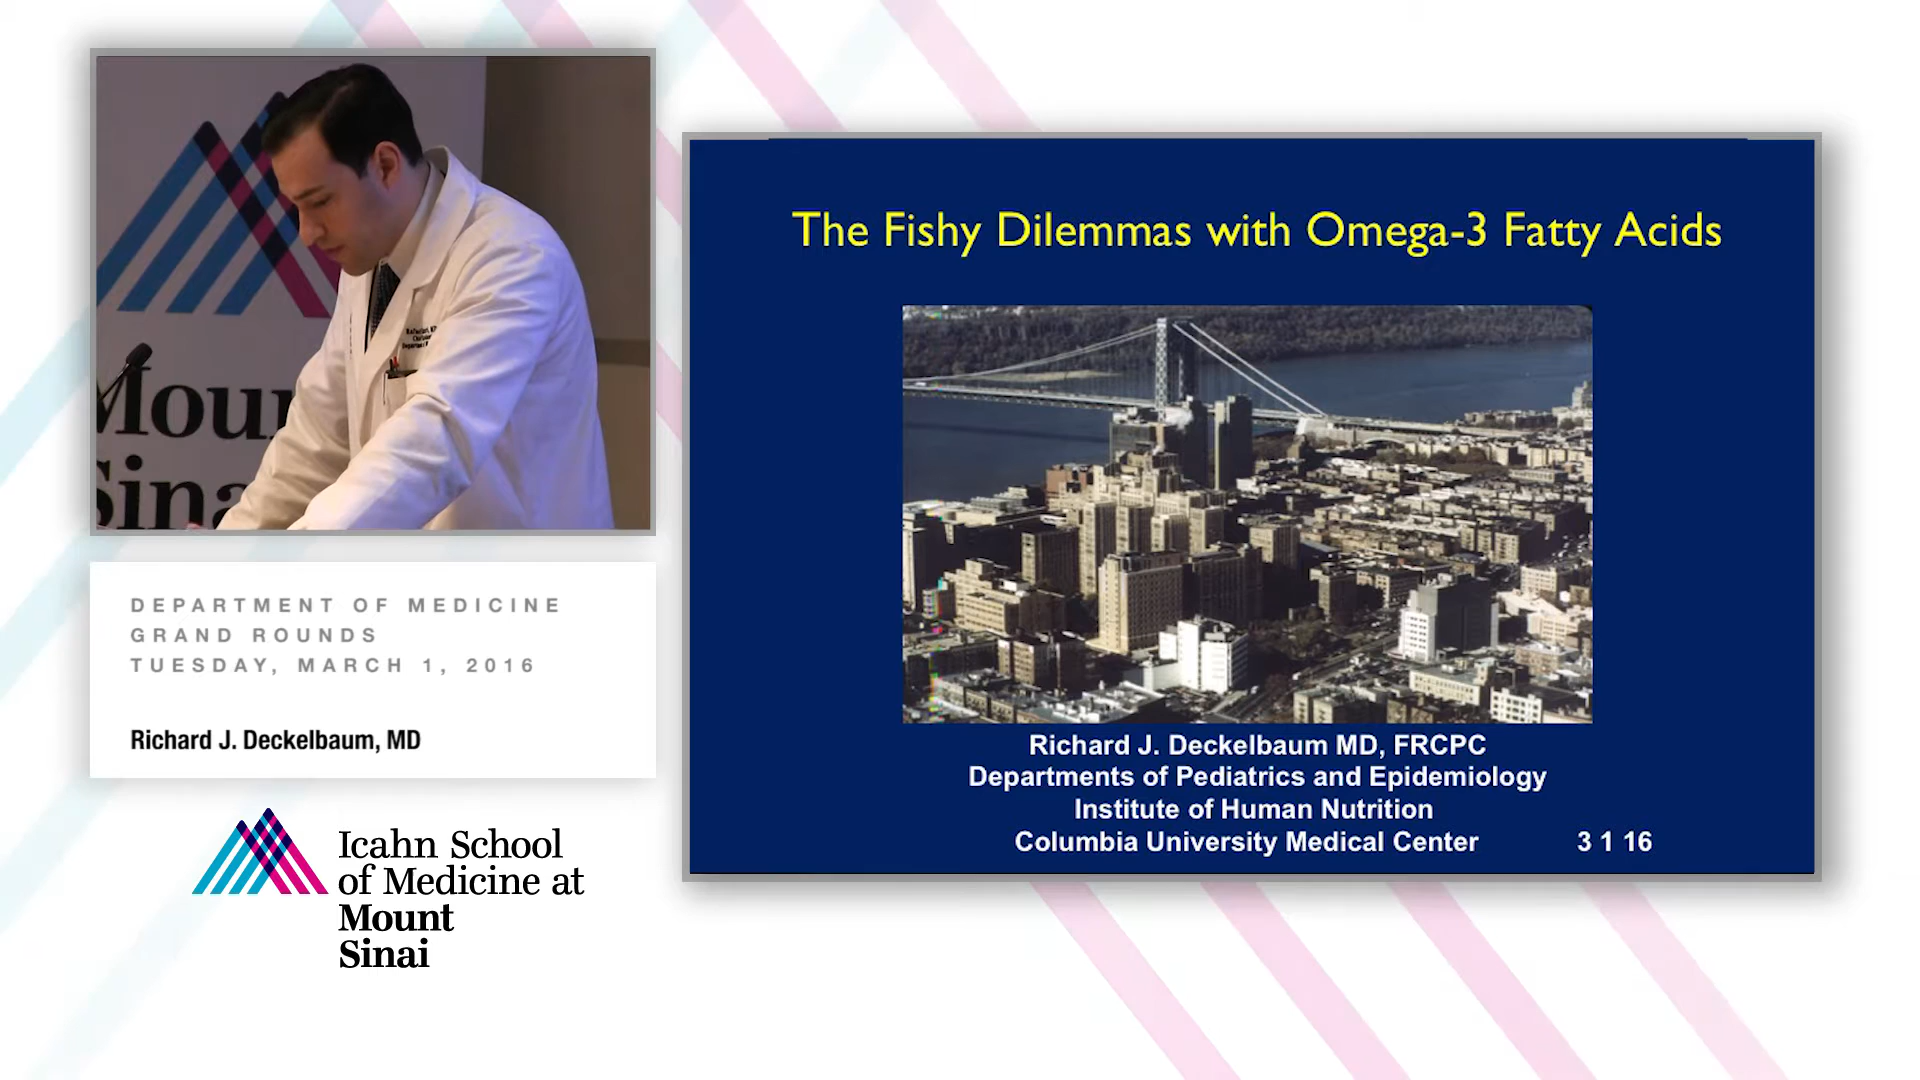 Mount
Sinai
DEPARTMENT OF MEDICINE
GRAND ROUNDS
TUESDAY, MARCH 1, 2016
Richard J. Deckelbaum, MD
Icahn School
of Medicine at
Mount
Sinai
The Fishy Dilemmas with Omega-3 Fatty Acids
Richard J. Deckelbaum MD, FRCPC
Departments of Pediatrics and Epidemiology
Institute of Human Nutrition
Columbia University Medical Center 3 1 16